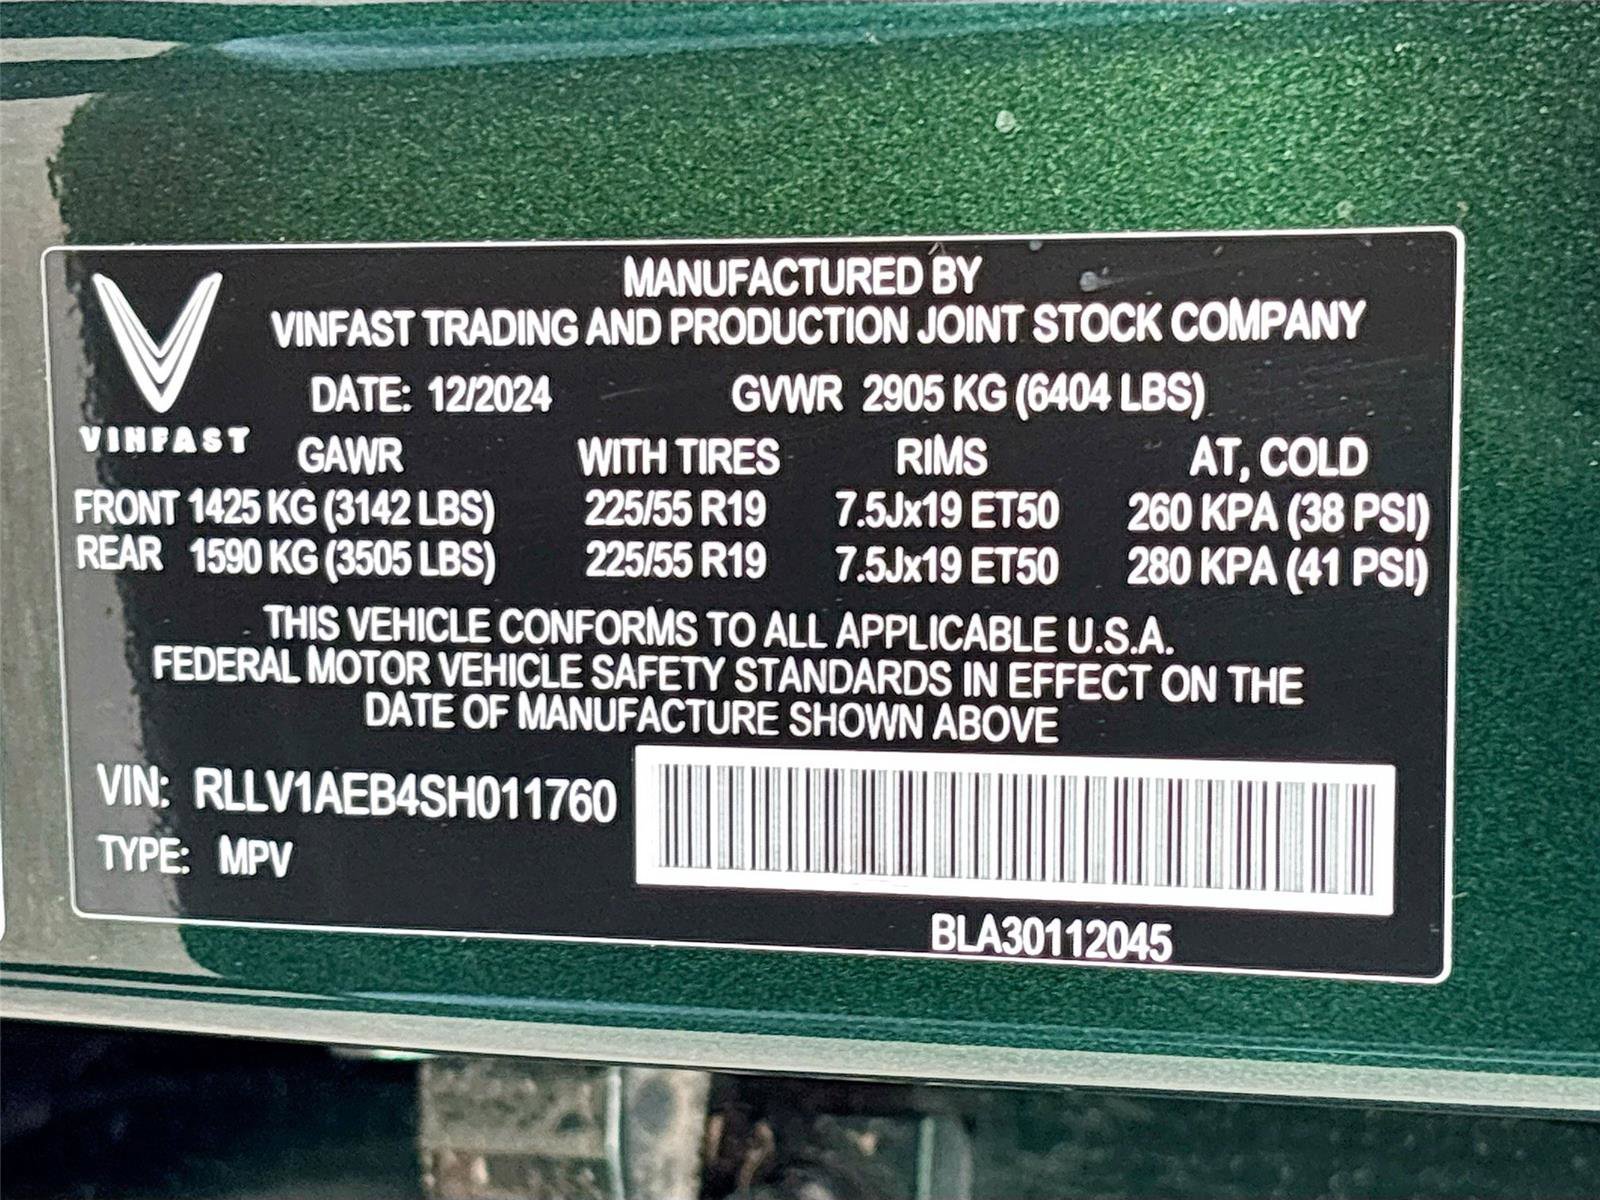 MANUFACTURED BY
VINFAST TRADING AND PRODUCTION JOINT STOCK COMPANY
DATE: 12/2024 GVWR 2905 KG (6404 LBS)
VINFAST
GAWR WITH TIRES RIMS AT, COLD
FRONT 1425 KG (3142 LBS) 225/55 R19 7.5Jx19 ET50 260 KPA (38 PSI)
REAR 1590 KG (3505 LBS) 225/55 R19 7.5Jx19 ET50 280 KPA (41 PSI)
THIS VEHICLE CONFORMS TO ALL APPLICABLE U.S.A.
FEDERAL MOTOR VEHICLE SAFETY STANDARDS IN EFFECT ON THE
DATE OF MANUFACTURE SHOWN ABOVE
VIN: RLLV1AEB4SH011760
TYPE: MPV
BLA30112045